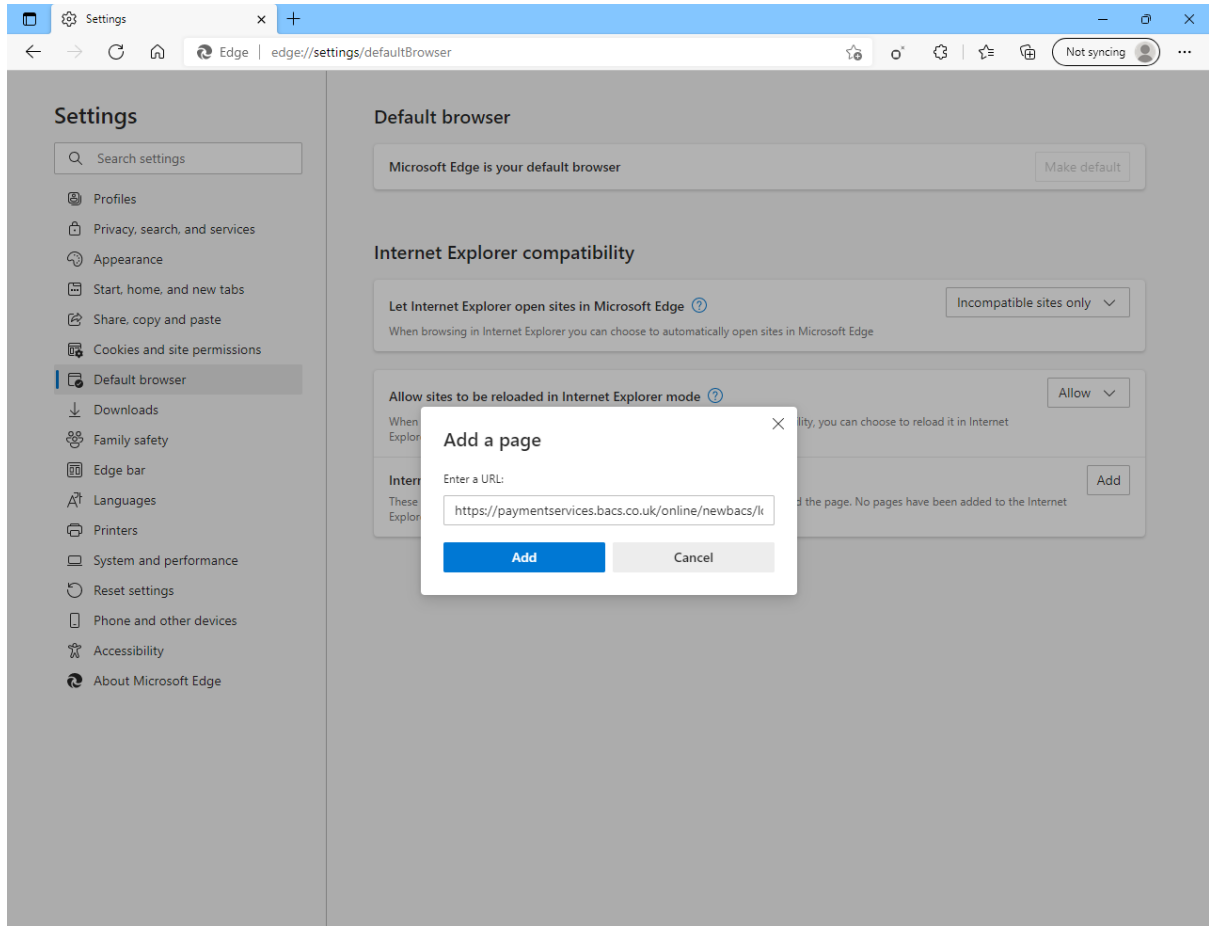 Settings
Edge edge://settings/defaultBrowser
Not syncing
Settings
Search settings
Profiles
Privacy, search, and services
Appearance
Start, home, and new tabs
Share, copy and paste
Cookies and site permissions
Default browser
Downloads
Family safety
Edge bar
Languages
Printers
System and performance
Reset settings
Phone and other devices
Accessibility
About Microsoft Edge
Default browser
Microsoft Edge is your default browser
Make default
Internet Explorer compatibility
Let Internet Explorer open sites in Microsoft Edge
Incompatible sites only
When browsing in Internet Explorer you can choose to automatically open sites in Microsoft Edge
Allow sites to be reloaded in Internet Explorer mode
Allow
When
lity, you can choose to reload it in Internet
Explor
Interr
Add
These
d the page. No pages have been added to the Internet
Explor
Add a page
Enter a URL:
https://paymentservices.bacs.co.uk/online/newbacs/lo
Add
Cancel